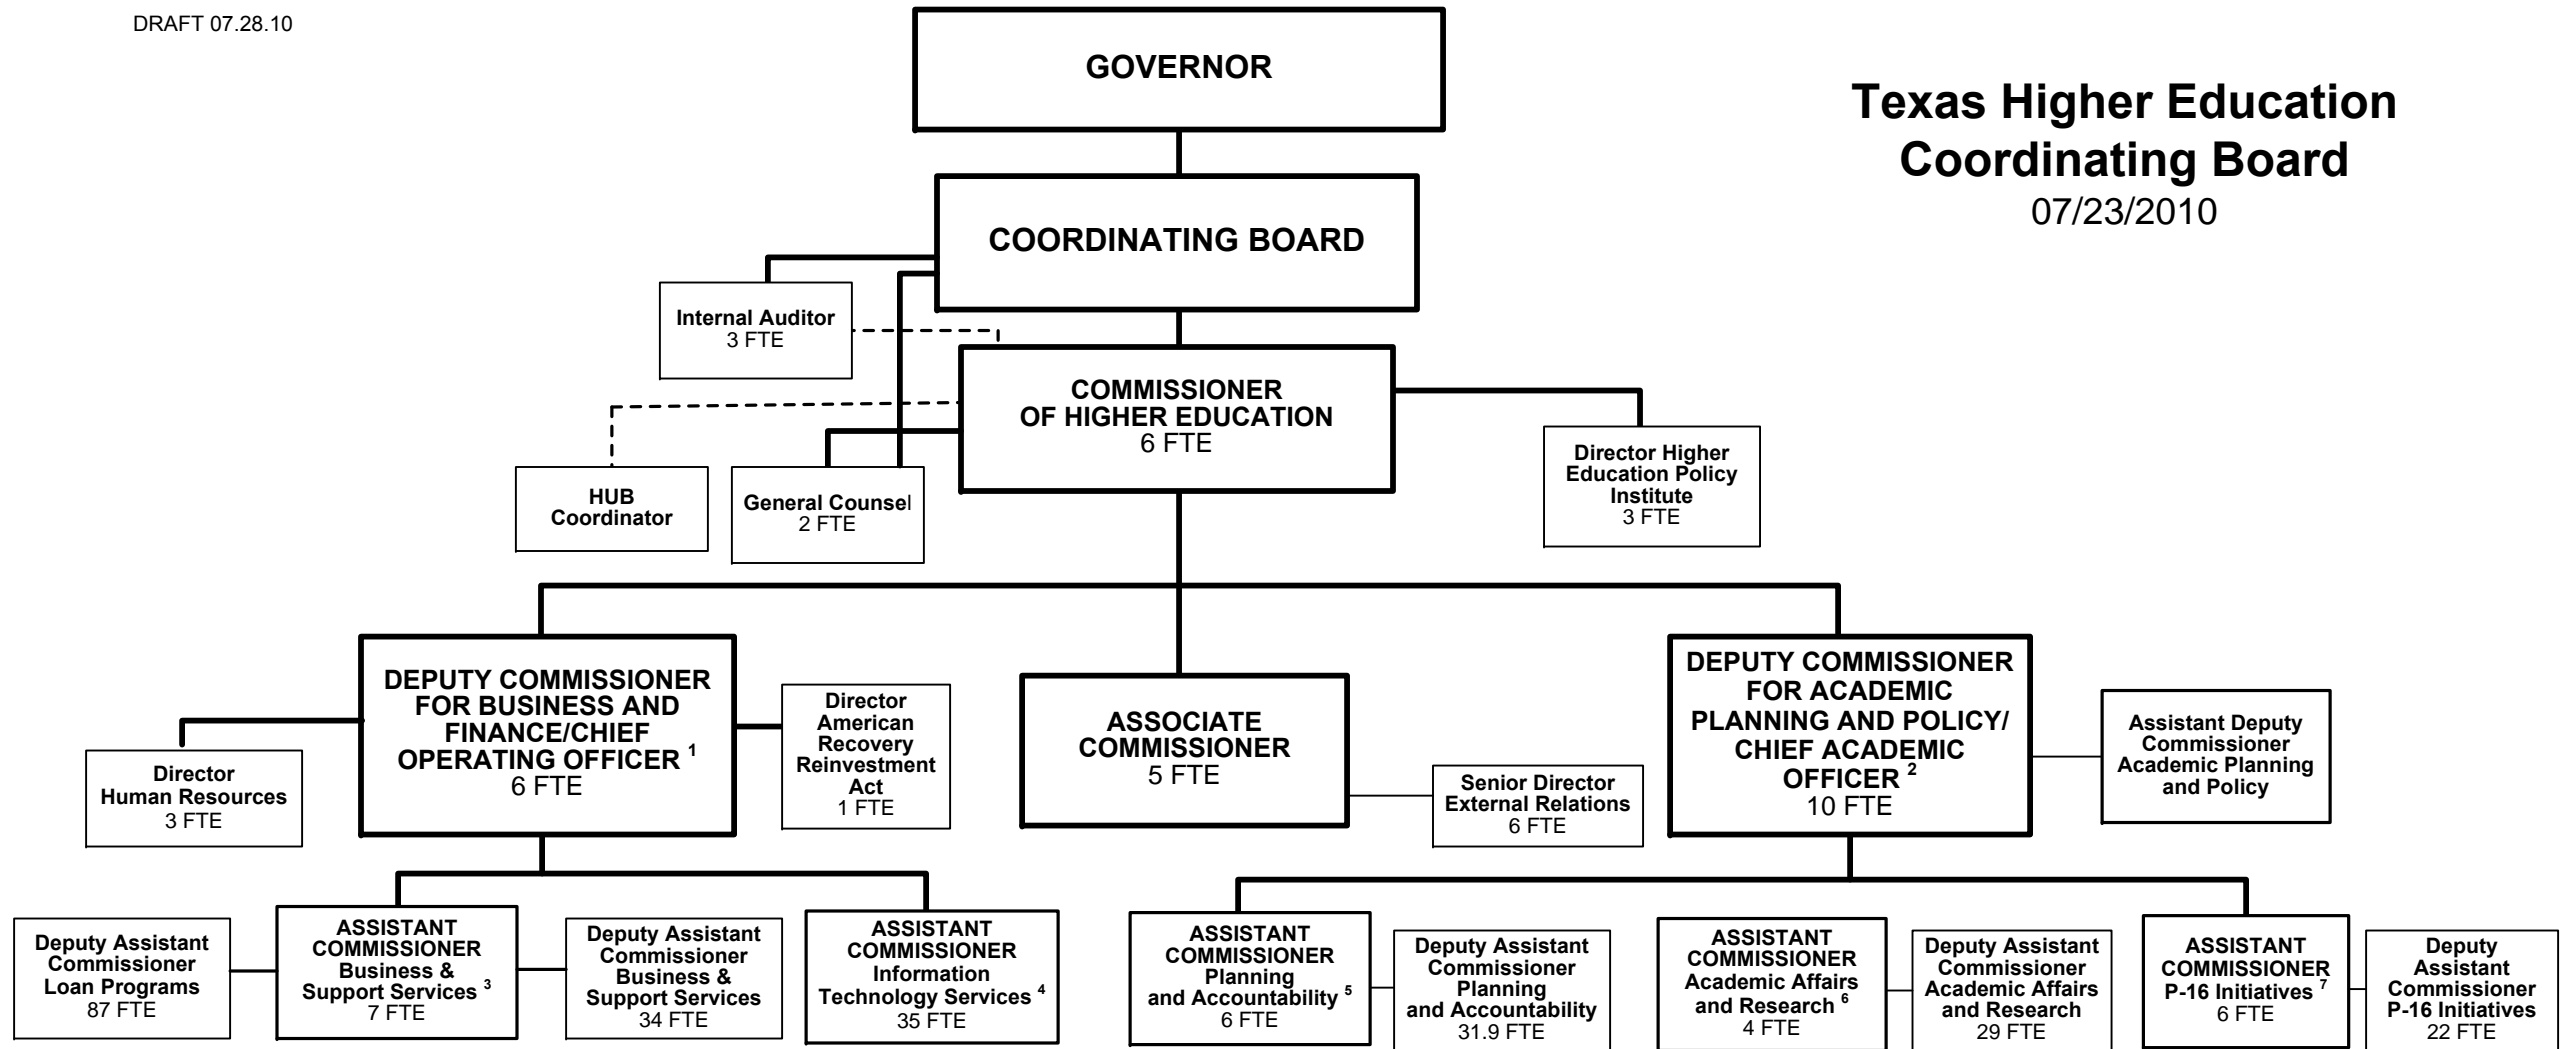 DRAFT 07.28.10
GOVERNOR
Texas Higher Education
Coordinating Board
07/23/2010
COORDINATING BOARD
Internal Auditor
3 FTE
COMMISSIONER
OF HIGHER EDUCATION
6 FTE
HUB
Coordinator
General Counsel
2 FTE
Director Higher
Education Policy
Institute
3 FTE
DEPUTY COMMISSIONER
FOR BUSINESS AND
FINANCE/CHIEF
OPERATING OFFICER 1
6 FTE
Director
Human Resources
3 FTE
Director
American
Recovery
Reinvestment
Act
1 FTE
ASSOCIATE
COMMISSIONER
5 FTE
Senior Director
External Relations
6 FTE
DEPUTY COMMISSIONER
FOR ACADEMIC
PLANNING AND POLICY/
CHIEF ACADEMIC
OFFICER 2
10 FTE
Assistant Deputy
Commissioner
Academic Planning
and Policy
Deputy Assistant
Commissioner
Loan Programs
87 FTE
ASSISTANT
COMMISSIONER
Business &
Support Services 3
7 FTE
Deputy Assistant
Commissioner
Business &
Support Services
34 FTE
ASSISTANT
COMMISSIONER
Information
Technology Services 4
35 FTE
ASSISTANT
COMMISSIONER
Planning
and Accountability 5
6 FTE
Deputy Assistant
Commissioner
Planning
and Accountability
31.9 FTE
ASSISTANT
COMMISSIONER
Academic Affairs
and Research 6
4 FTE
Deputy Assistant
Commissioner
Academic Affairs
and Research
29 FTE
ASSISTANT
COMMISSIONER
P-16 Initiatives 7
6 FTE
Deputy
Assistant
Commissioner
P-16 Initiatives
22 FTE